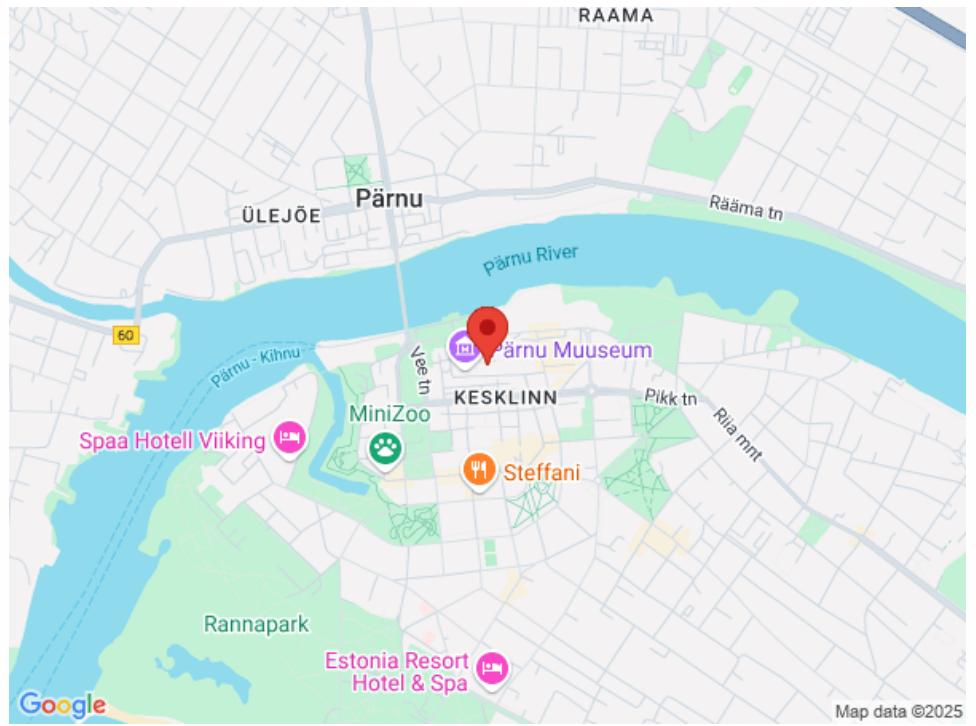 RAAMA
Pärnu
ÜLEJÕE
Rääma tn
Pärnu River
60
Pärnu - Kihnu
Vee tn
Pärnu Muuseum
KESKLINN
Pikk tn
MiniZoo
Riia mnt
Spaa Hotell Viiking
Steffani
Rannapark
Estonia Resort
Hotel & Spa
Google
Map data ©2025